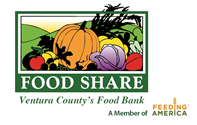 FOOD SHARE
Ventura County's Food Bank
A Member of
FEEDING
AMERICA